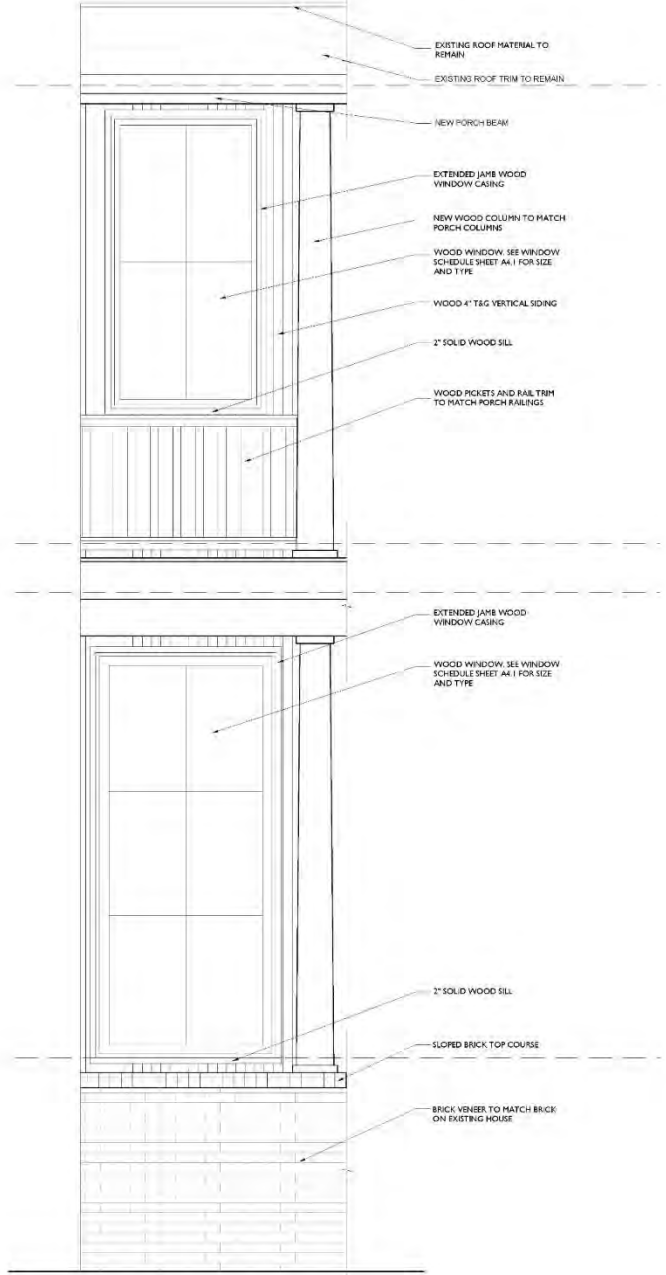 EXISTING ROOF MATERIAL TO
REMAIN
EXISTING ROOF TRIM TO REMAIN
NEW PORCH BEAM
EXTENDED JAMB WOOD
WINDOW CASING
NEW WOOD COLUMN TO MATCH
PORCH COLUMNS
WOOD WINDOW, SEE WINDOW
SCHEDULE SHEET A4.1 FOR SIZE
AND TYPE
WOOD 4" T&G VERTICAL SIDING
2" SOLID WOOD SILL
WOOD PICKETS AND RAIL TRIM
TO MATCH PORCH RAILINGS
EXTENDED JAMB WOOD
WINDOW CASING
WOOD WINDOW, SEE WINDOW
SCHEDULE SHEET A4.1 FOR SIZE
AND TYPE
2" SOLID WOOD SILL
SLOPED BRICK TOP COURSE
BRICK VENEER TO MATCH BRICK
ON EXISTING HOUSE